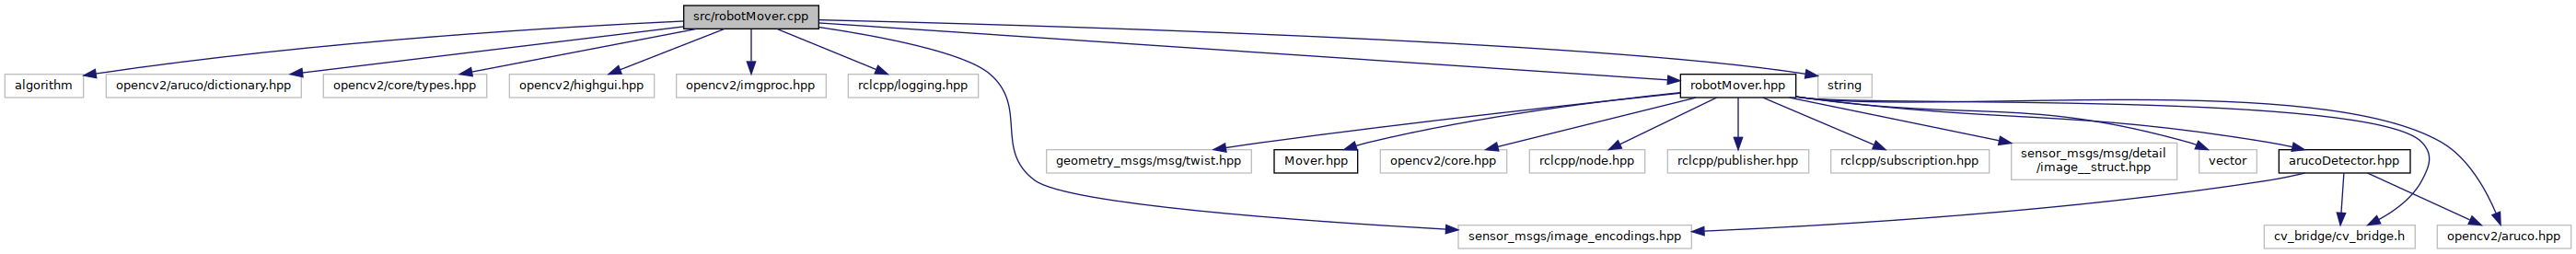 src/robotMover.cpp
algorithm
opencv2/aruco/dictionary.hpp
opencv2/core/types.hpp
opencv2/highgui.hpp
opencv2/imgproc.hpp
rclcpp/logging.hpp
robotMover.hpp
string
geometry_msgs/msg/twist.hpp
Mover.hpp
opencv2/core.hpp
rclcpp/node.hpp
rclcpp/publisher.hpp
rclcpp/subscription.hpp
sensor_msgs/msg/detail
/image__struct.hpp
vector
arucoDetector.hpp
sensor_msgs/image_encodings.hpp
cv_bridge/cv_bridge.h
opencv2/aruco.hpp